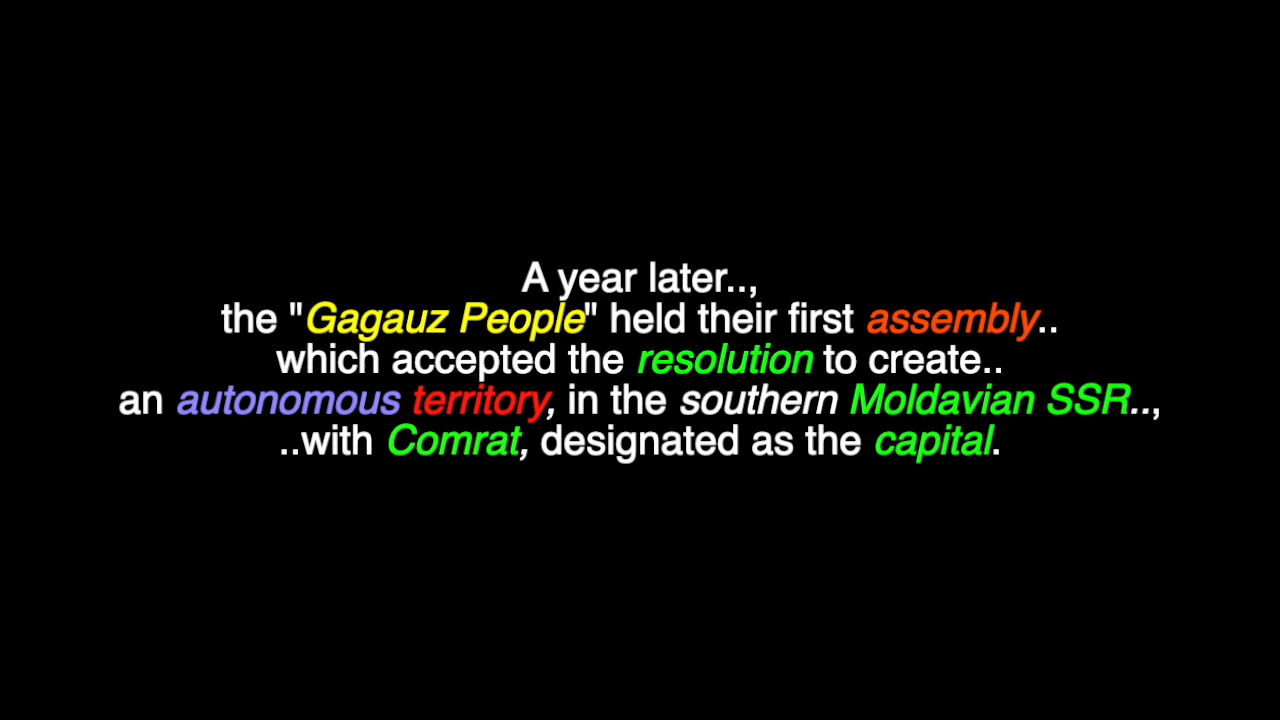 A year later..,
the "Gagauz People" held their first assembly..
which accepted the resolution to create..
an autonomous territory, in the southern Moldavian SSR..,
..with Comrat, designated as the capital.